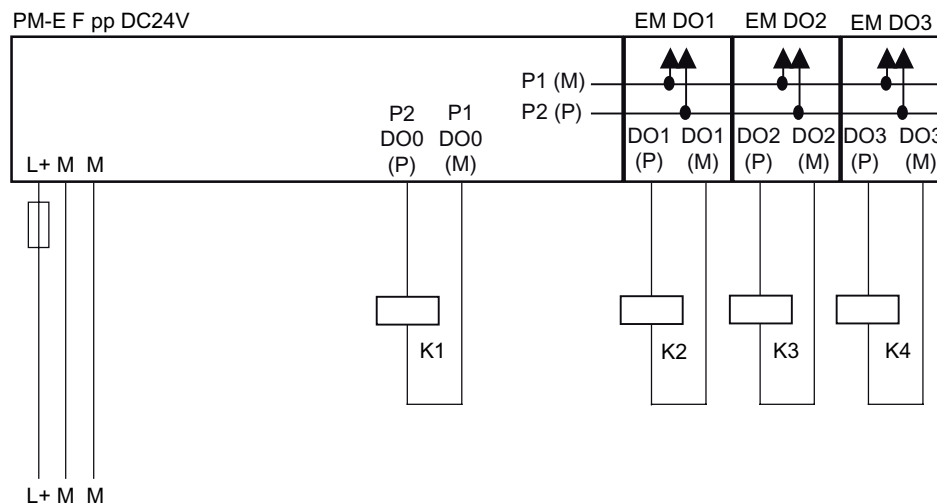 PM-E F pp DC24V
EM DO1 EM DO2 EM DO3
P1 (M)
P2 (P)
P2 P1
DO0 DO0
(P) (M)
DO1 DO1 DO2 DO2 DO3 DO3
(P) (M) (P) (M) (P) (M)
L+ M M
K1 K2 K3 K4
L+ M M